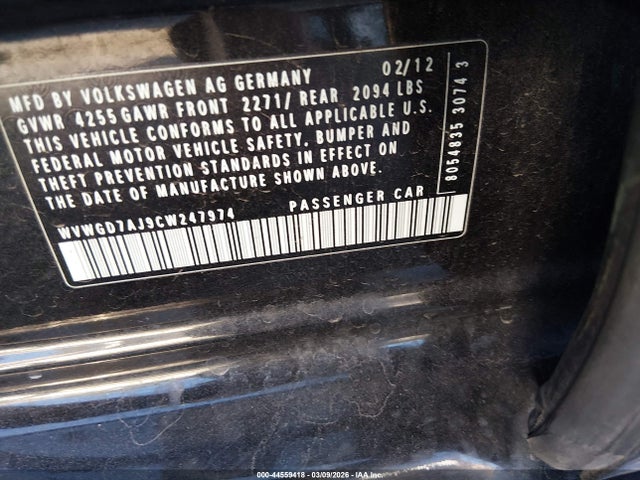 MFD BY VOLKSWAGEN AG GERMANY 02/12
GVWR 4255 GAWR FRONT 2271/ REAR 2094 LBS
THIS VEHICLE CONFORMS TO ALL APPLICABLE U.S.
FEDERAL MOTOR VEHICLE SAFETY, BUMPER AND
THEFT PREVENTION STANDARDS IN EFFECT ON
THE DATE OF MANUFACTURE SHOWN ABOVE.
WVWGD7AJ9CW247974 PASSENGER CAR
8054835 3074 3
000-44559418 | 03/09/2026 | IAA Inc.